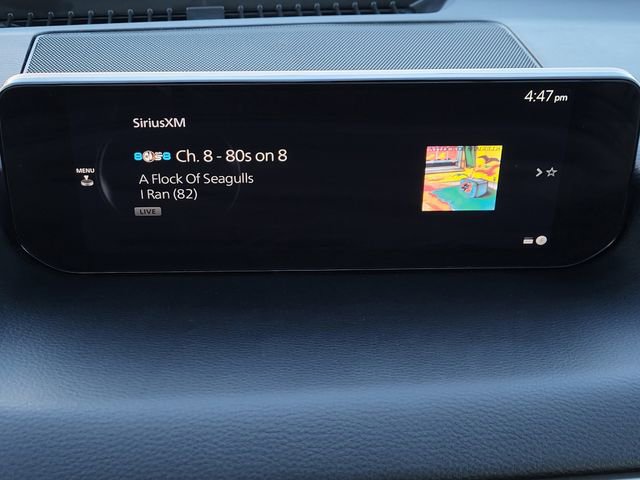 4:47pm
SiriusXM
Ch. 8 - 80s on 8
MENU
A Flock Of Seagulls
I Ran (82)
LIVE